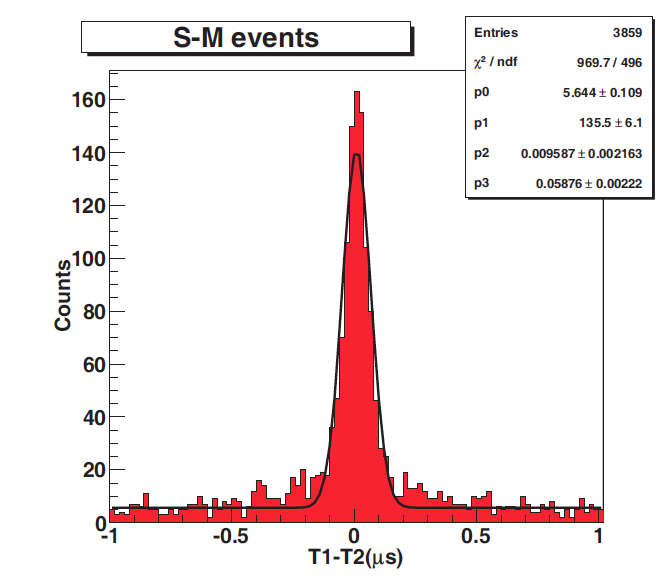 S-M events
Entries 3859
χ² / ndf 969.7 / 496
p0 5.644 ± 0.109
p1 135.5 ± 6.1
p2 0.009587 ± 0.002163
p3 0.05876 ± 0.00222
160
140
120
100
80
60
40
20
0
Counts
-1 -0.5 0 0.5 1
T1-T2(μs)